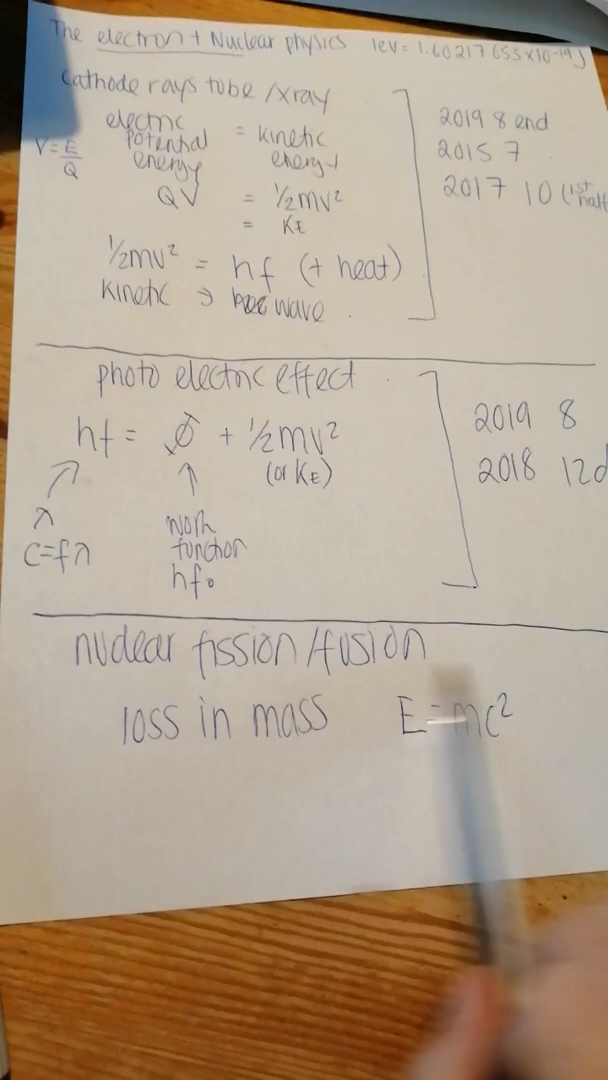 The electron + Nuclear physics 1eV = 1.60217653×10⁻¹⁹J
Cathode rays tube /xray
electric potential energy = kinetic energy
V = E/Q
QV = ½mv²
= KE
½mv² = hf (+ heat)
kinetic → wave
2019 8 end
2015 7
2017 10 (1st half
photo electric effect
hf = ϕ + ½mv²
(or KE)
λ
c=fλ
work
function
hf₀
2019 8
2018 12d
nuclear fission/fusion
loss in mass E=mc²